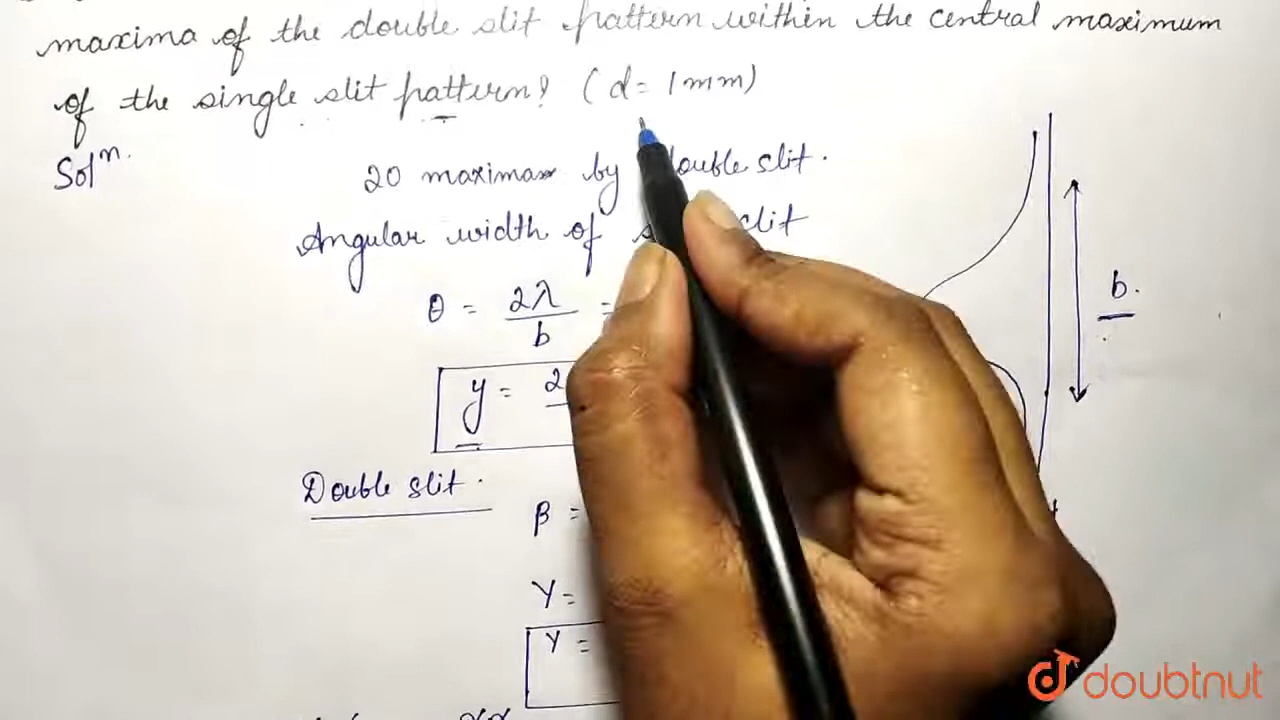 maxima of the double slit pattern within the central maximum
of the single slit pattern? (d= 1mm)
Solⁿ.
20 maxima by double slit.
Angular width of slit
θ = 2λ/b =
b.
y = 2
Double slit.
β =
Y =
Y =
doubtnut